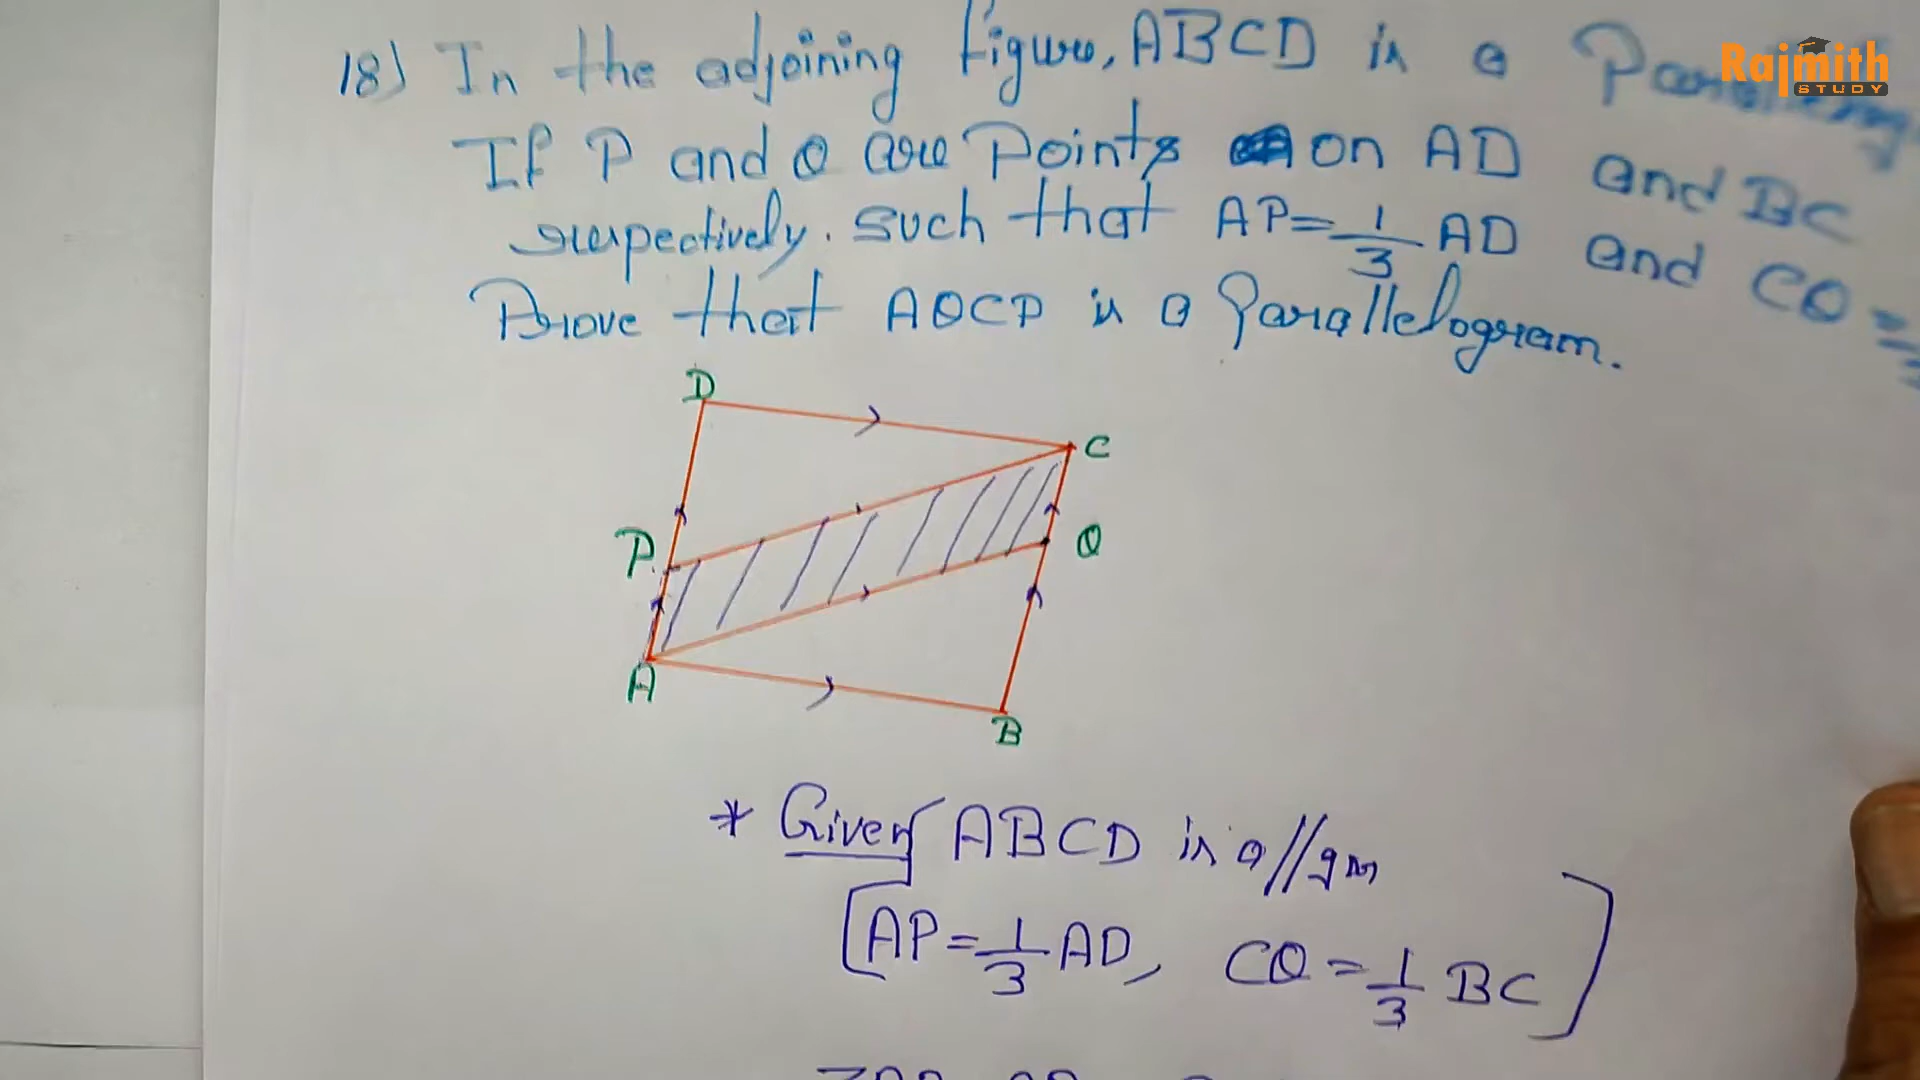 18) In the adjoining figure, ABCD is a
Rajmith
STUDY
If P and Q are Points on AD and BC
respectively. such that AP = 1/3 AD and CQ =
Prove that AQCP is a Parallelogram.
D
C
P
Q
A
B
* Given ABCD is a //gm
[AP = 1/3 AD, CQ = 1/3 BC]